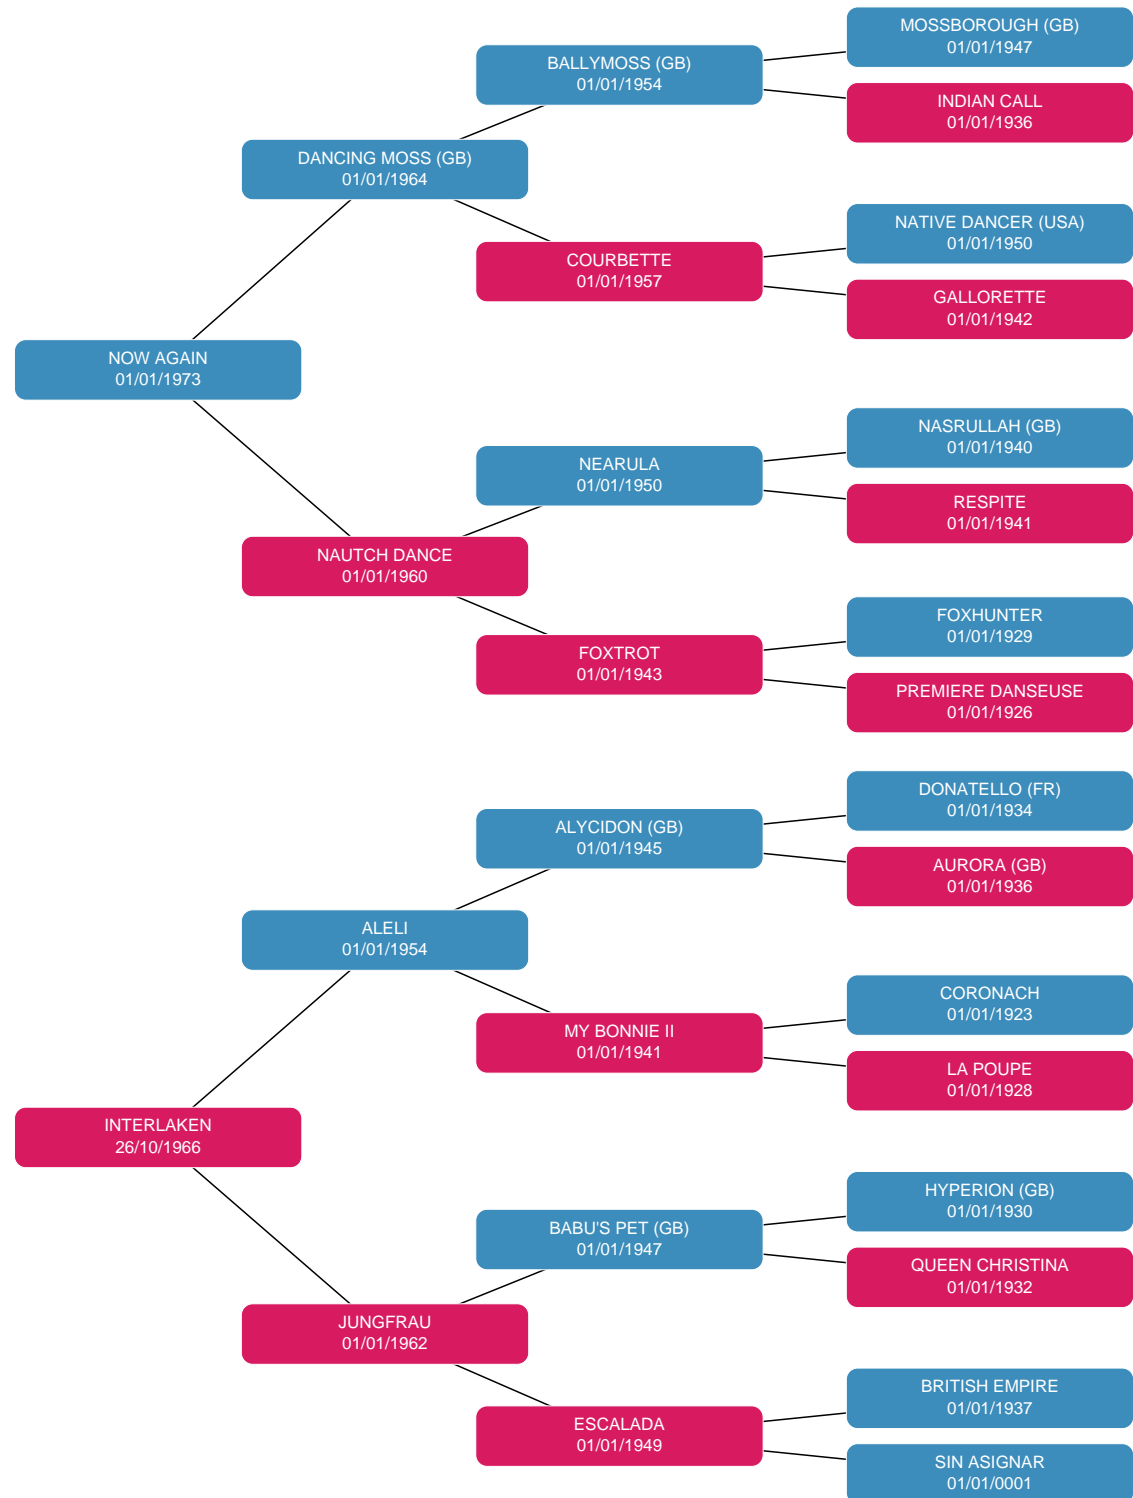 MOSSBOROUGH (GB)
01/01/1947
BALLYMOSS (GB)
01/01/1954
INDIAN CALL
01/01/1936
DANCING MOSS (GB)
01/01/1964
NATIVE DANCER (USA)
01/01/1950
COURBETTE
01/01/1957
GALLORETTE
01/01/1942
NOW AGAIN
01/01/1973
NASRULLAH (GB)
01/01/1940
NEARULA
01/01/1950
RESPITE
01/01/1941
NAUTCH DANCE
01/01/1960
FOXHUNTER
01/01/1929
FOXTROT
01/01/1943
PREMIERE DANSEUSE
01/01/1926
DONATELLO (FR)
01/01/1934
ALYCIDON (GB)
01/01/1945
AURORA (GB)
01/01/1936
ALELI
01/01/1954
CORONACH
01/01/1923
MY BONNIE II
01/01/1941
LA POUPE
01/01/1928
INTERLAKEN
26/10/1966
HYPERION (GB)
01/01/1930
BABU'S PET (GB)
01/01/1947
QUEEN CHRISTINA
01/01/1932
JUNGFRAU
01/01/1962
BRITISH EMPIRE
01/01/1937
ESCALADA
01/01/1949
SIN ASIGNAR
01/01/0001